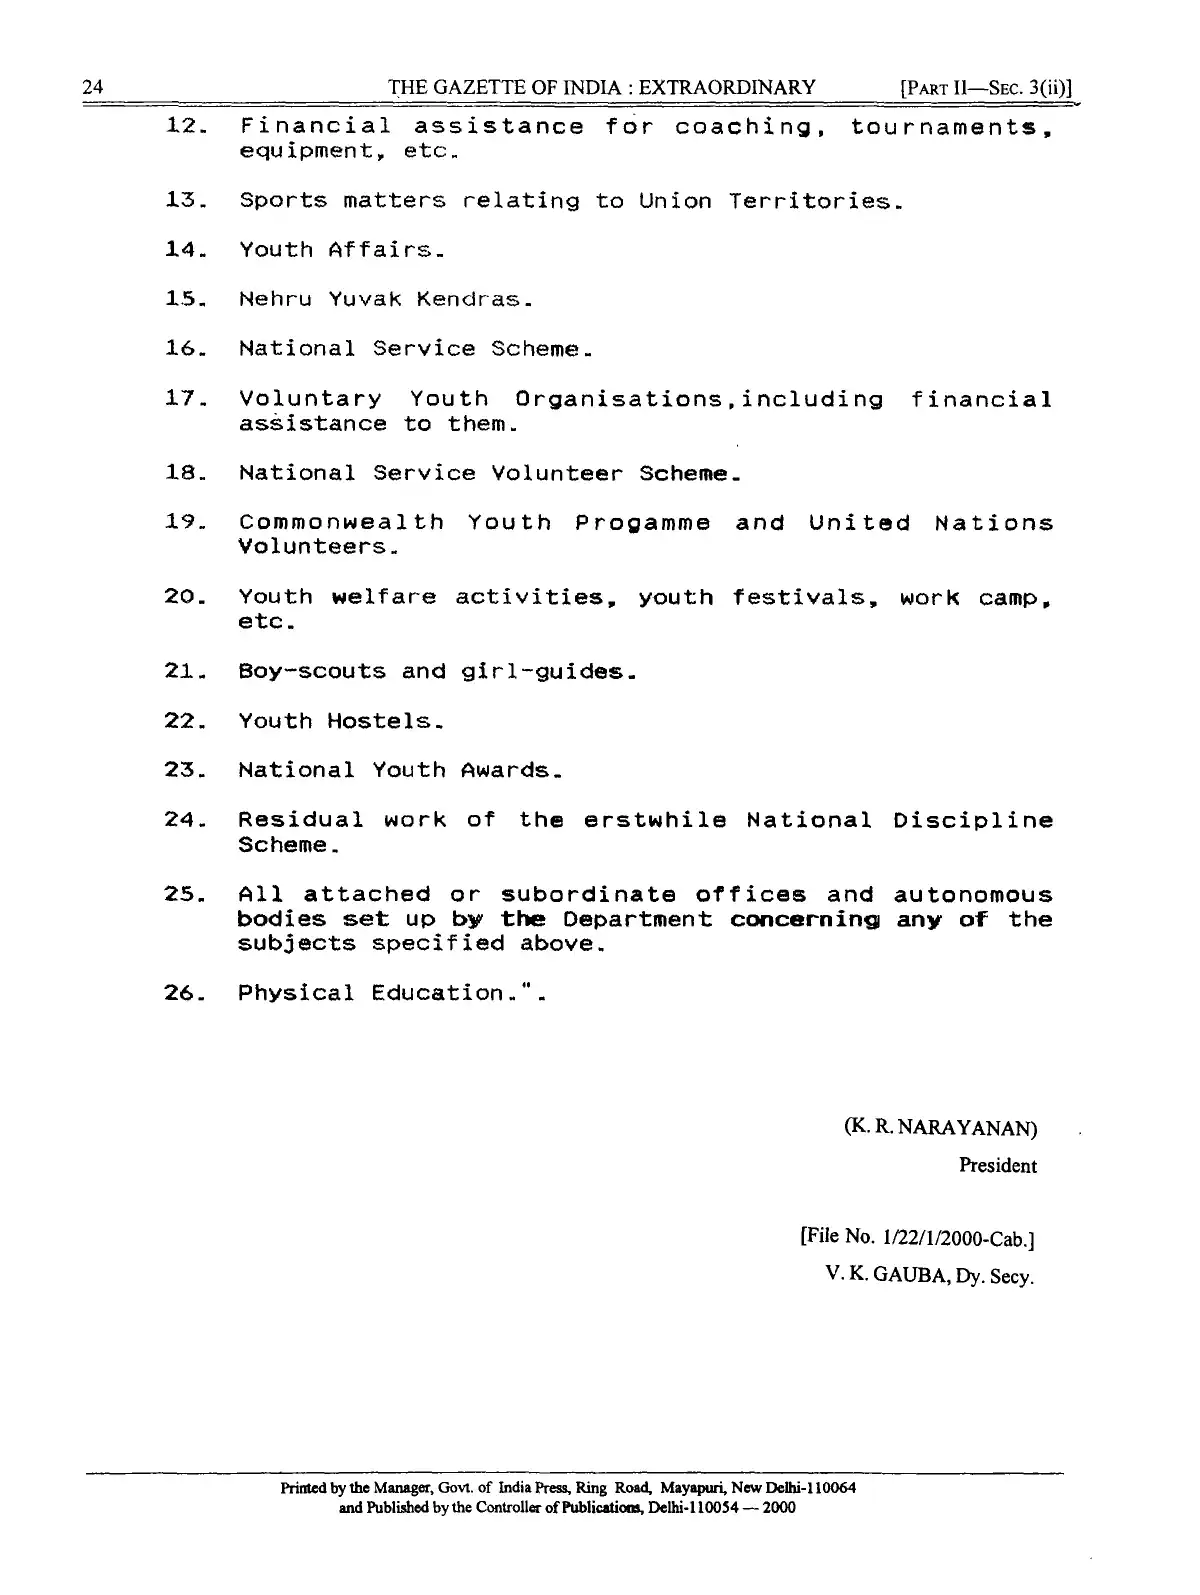 24 THE GAZETTE OF INDIA : EXTRAORDINARY [PART II—SEC. 3(ii)]
12. Financial assistance for coaching, tournaments,
equipment, etc.
13. Sports matters relating to Union Territories.
14. Youth Affairs.
15. Nehru Yuvak Kendras.
16. National Service Scheme.
17. Voluntary Youth Organisations,including financial
assistance to them.
18. National Service Volunteer Scheme.
19. Commonwealth Youth Progamme and United Nations
Volunteers.
20. Youth welfare activities, youth festivals, work camp,
etc.
21. Boy-scouts and girl-guides.
22. Youth Hostels.
23. National Youth Awards.
24. Residual work of the erstwhile National Discipline
Scheme.
25. All attached or subordinate offices and autonomous
bodies set up by the Department concerning any of the
subjects specified above.
26. Physical Education.".
(K. R. NARAYANAN)
President
[File No. 1/22/1/2000-Cab.]
V. K. GAUBA, Dy. Secy.
Printed by the Manager, Govt. of India Press, Ring Road, Mayapuri, New Delhi-110064
and Published by the Controller of Publications, Delhi-110054 — 2000